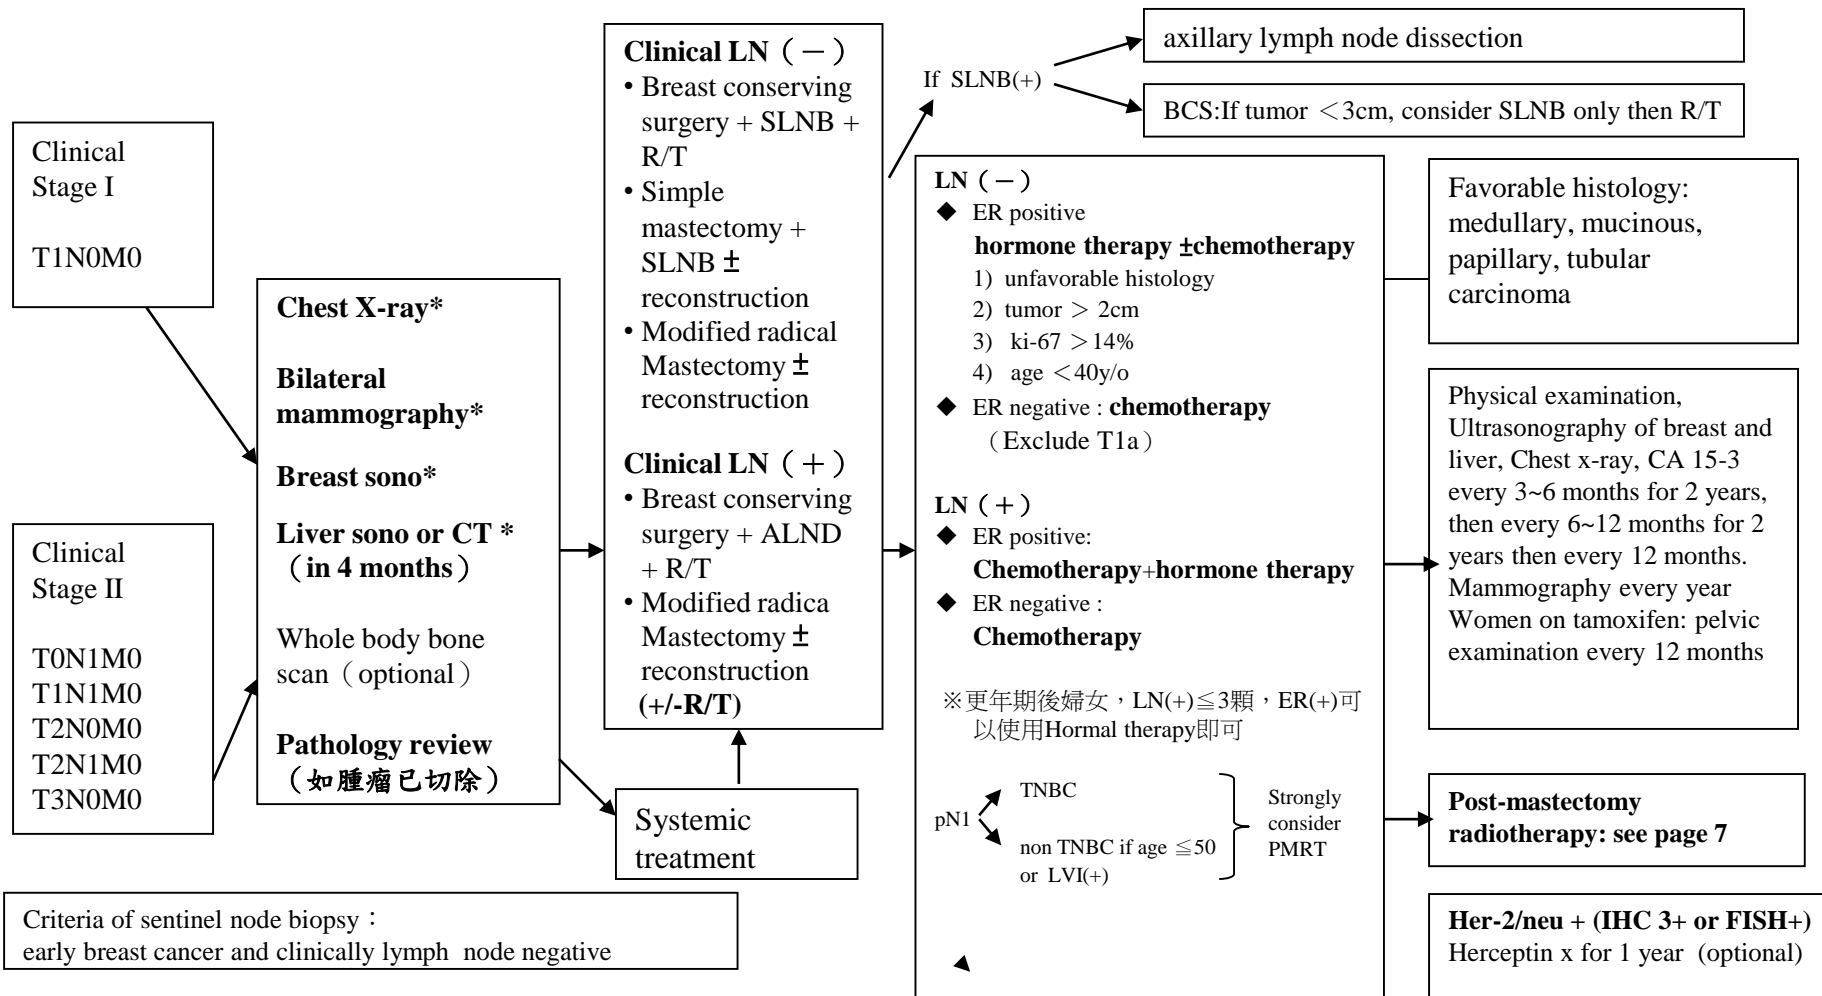 Clinical
Stage I
T1N0M0
Clinical
Stage II
T0N1M0
T1N1M0
T2N0M0
T2N1M0
T3N0M0
Chest X-ray*
Bilateral
mammography*
Breast sono*
Liver sono or CT *
（in 4 months）
Whole body bone
scan（optional）
Pathology review
（如腫瘤已切除）
Clinical LN（－）
• Breast conserving
surgery + SLNB +
R/T
• Simple
mastectomy +
SLNB ±
reconstruction
• Modified radical
Mastectomy ±
reconstruction
Clinical LN（＋）
• Breast conserving
surgery + ALND
+ R/T
• Modified radica
Mastectomy ±
reconstruction
(+/-R/T)
Systemic
treatment
If SLNB(+)
axillary lymph node dissection
BCS:If tumor ＜3cm, consider SLNB only then R/T
LN（－）
◆ ER positive
hormone therapy ±chemotherapy
1) unfavorable histology
2) tumor ＞ 2cm
3) ki-67 ＞14%
4) age ＜40y/o
◆ ER negative : chemotherapy
（Exclude T1a）
LN（＋）
◆ ER positive:
Chemotherapy+hormone therapy
◆ ER negative :
Chemotherapy
※更年期後婦女，LN(+)≦3顆，ER(+)可
以使用Hormal therapy即可
pN1
TNBC
non TNBC if age ≦50
or LVI(+)
Strongly
consider
PMRT
Favorable histology:
medullary, mucinous,
papillary, tubular
carcinoma
Physical examination,
Ultrasonography of breast and
liver, Chest x-ray, CA 15-3
every 3~6 months for 2 years,
then every 6~12 months for 2
years then every 12 months.
Mammography every year
Women on tamoxifen: pelvic
examination every 12 months
Post-mastectomy
radiotherapy: see page 7
Her-2/neu + (IHC 3+ or FISH+)
Herceptin x for 1 year (optional)
Criteria of sentinel node biopsy：
early breast cancer and clinically lymph node negative